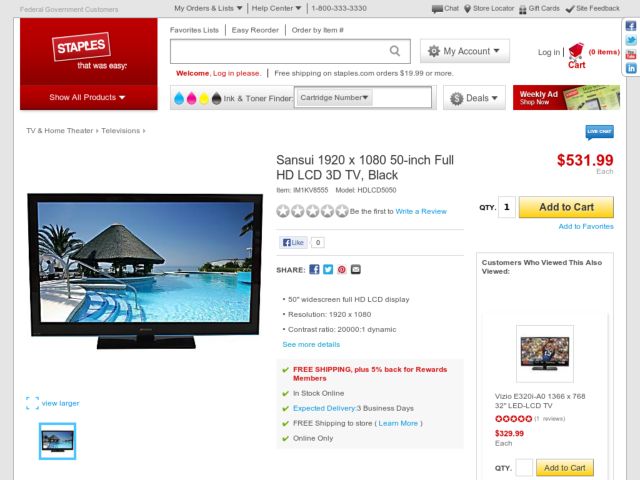 Federal Government Customers
My Orders & Lists
Help Center
1-800-333-3330
Chat
Store Locator
Gift Cards
Site Feedback
STAPLES
that was easy.
Favorites Lists
Easy Reorder
Order by Item #
My Account
Log In
(0 items)
Cart
Welcome, Log in please. | Free shipping on staples.com orders $19.99 or more.
Show All Products
Ink & Toner Finder:
Cartridge Number
Deals
Weekly Ad
Shop Now
TV & Home Theater › Televisions ›
LIVE CHAT
Sansui 1920 x 1080 50-inch Full
HD LCD 3D TV, Black
Item: IM1KV8555 Model: HDLCD5050
Be the first to Write a Review
Like
0
SHARE:
• 50" widescreen full HD LCD display
• Resolution: 1920 x 1080
• Contrast ratio: 20000:1 dynamic
See more details
FREE SHIPPING, plus 5% back for Rewards
Members
In Stock Online
Expected Delivery:3 Business Days
FREE Shipping to store ( Learn More )
Online Only
view larger
$531.99
Each
QTY. 1
Add to Cart
Add to Favorites
Customers Who Viewed This Also
Viewed:
Vizio E320i-A0 1366 x 768
32" LED-LCD TV
(1 reviews)
$329.99
Each
QTY.
Add to Cart